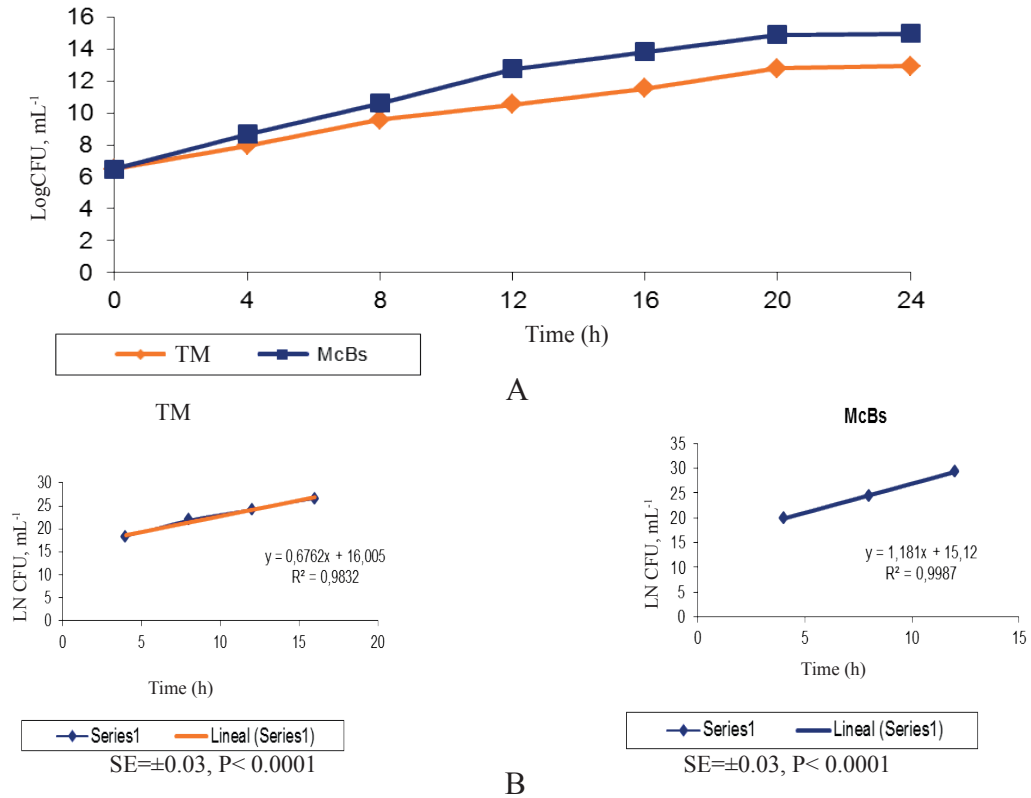 16
14
12
10
8
6
4
2
0
LogCFU, mL-1
0 4 8 12 16 20 24
Time (h)
TM McBs
A
TM
30
25
20
15
10
5
0
LN CFU, mL-1
y = 0,6762x + 16,005
R² = 0,9832
0 5 10 15 20
Time (h)
Series1 Lineal (Series1)
SE=±0.03, P< 0.0001
McBs
35
30
25
20
15
10
5
0
LN CFU, mL-1
y = 1,181x + 15,12
R² = 0,9987
0 5 10 15
Time (h)
Series1 Lineal (Series1)
SE=±0.03, P< 0.0001
B